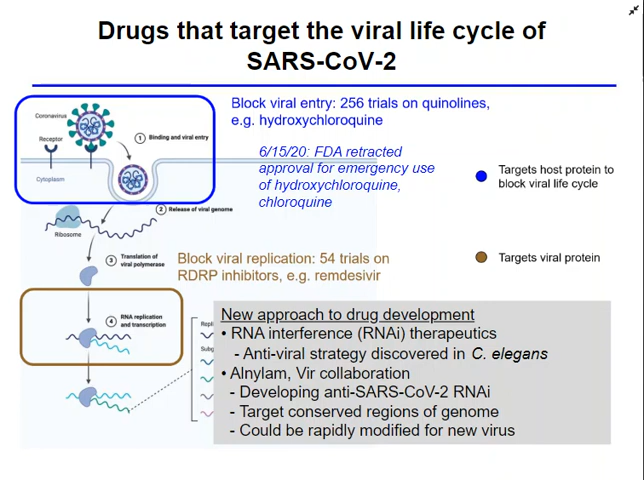 Drugs that target the viral life cycle of
SARS-CoV-2
Block viral entry: 256 trials on quinolines,
e.g. hydroxychloroquine
6/15/20: FDA retracted
approval for emergency use
of hydroxychloroquine,
chloroquine
Targets host protein to
block viral life cycle
Targets viral protein
Coronavirus
Receptor
1 Binding and viral entry
Cytoplasm
2 Release of viral genome
Ribosome
3 Translation of
viral polymerase
Block viral replication: 54 trials on
RDRP inhibitors, e.g. remdesivir
4 RNA replication
and transcription
Repli
Subg
New approach to drug development
• RNA interference (RNAi) therapeutics
- Anti-viral strategy discovered in C. elegans
• Alnylam, Vir collaboration
- Developing anti-SARS-CoV-2 RNAi
- Target conserved regions of genome
- Could be rapidly modified for new virus